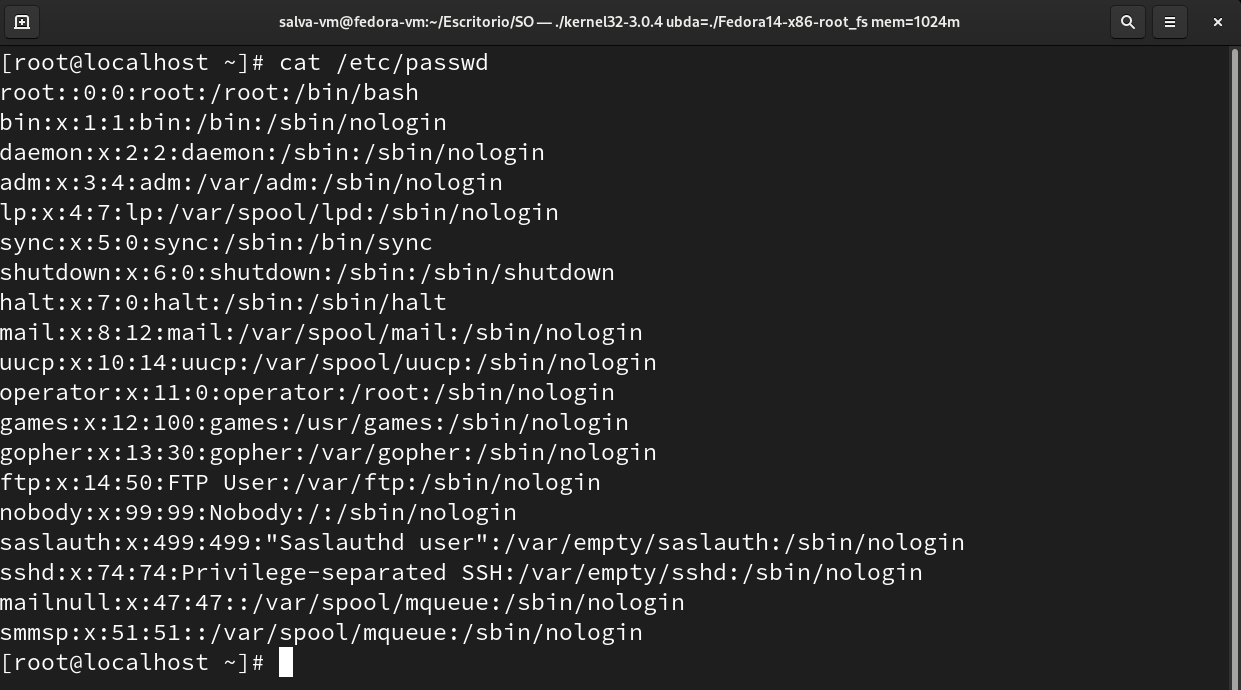 salva-vm@fedora-vm:~/Escritorio/SO — ./kernel32-3.0.4 ubda=./Fedora14-x86-root_fs mem=1024m
[root@localhost ~]# cat /etc/passwd
root::0:0:root:/root:/bin/bash
bin:x:1:1:bin:/bin:/sbin/nologin
daemon:x:2:2:daemon:/sbin:/sbin/nologin
adm:x:3:4:adm:/var/adm:/sbin/nologin
lp:x:4:7:lp:/var/spool/lpd:/sbin/nologin
sync:x:5:0:sync:/sbin:/bin/sync
shutdown:x:6:0:shutdown:/sbin:/sbin/shutdown
halt:x:7:0:halt:/sbin:/sbin/halt
mail:x:8:12:mail:/var/spool/mail:/sbin/nologin
uucp:x:10:14:uucp:/var/spool/uucp:/sbin/nologin
operator:x:11:0:operator:/root:/sbin/nologin
games:x:12:100:games:/usr/games:/sbin/nologin
gopher:x:13:30:gopher:/var/gopher:/sbin/nologin
ftp:x:14:50:FTP User:/var/ftp:/sbin/nologin
nobody:x:99:99:Nobody:/:/sbin/nologin
saslauth:x:499:499:"Saslauthd user":/var/empty/saslauth:/sbin/nologin
sshd:x:74:74:Privilege-separated SSH:/var/empty/sshd:/sbin/nologin
mailnull:x:47:47::/var/spool/mqueue:/sbin/nologin
smmsp:x:51:51::/var/spool/mqueue:/sbin/nologin
[root@localhost ~]#